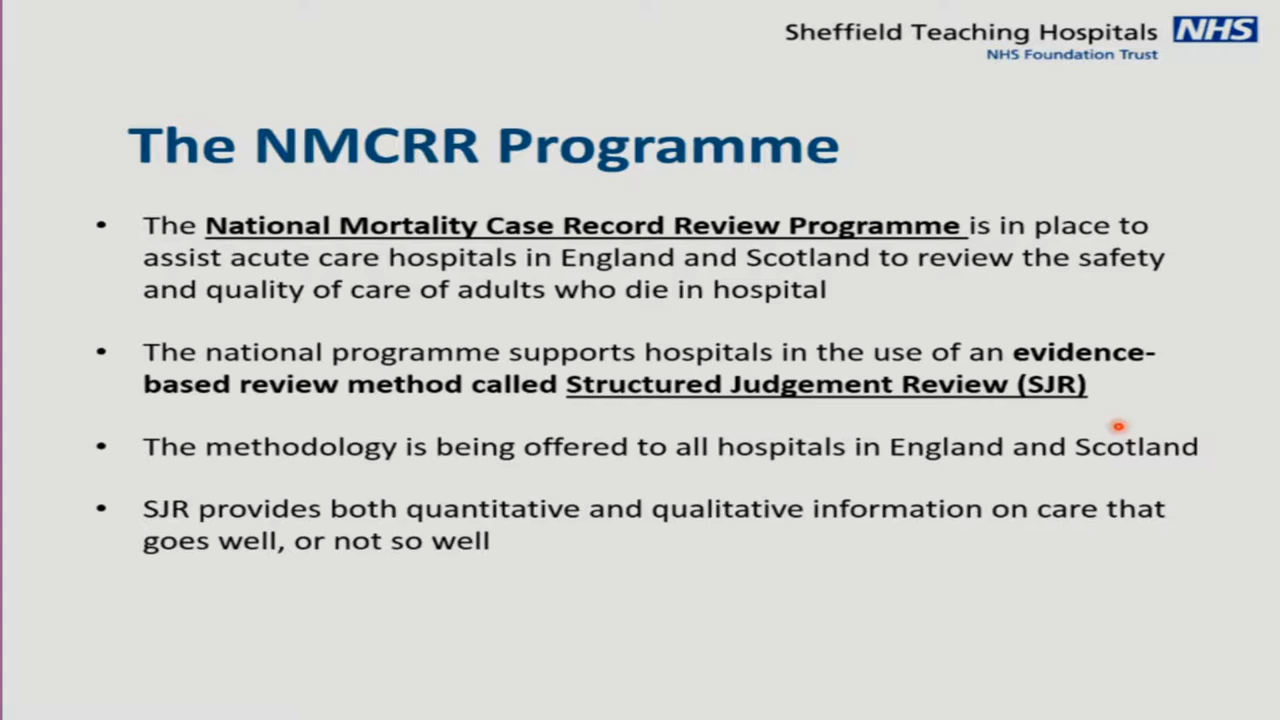 Sheffield Teaching Hospitals NHS
NHS Foundation Trust
The NMCRR Programme
• The National Mortality Case Record Review Programme is in place to
assist acute care hospitals in England and Scotland to review the safety
and quality of care of adults who die in hospital
• The national programme supports hospitals in the use of an evidence-
based review method called Structured Judgement Review (SJR)
• The methodology is being offered to all hospitals in England and Scotland
• SJR provides both quantitative and qualitative information on care that
goes well, or not so well